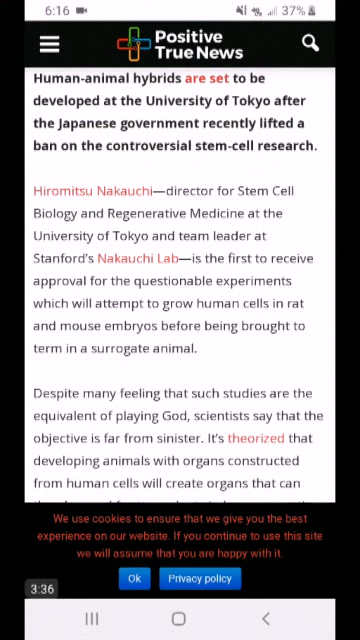 6:16
37%
Positive
True News
Human-animal hybrids are set to be
developed at the University of Tokyo after
the Japanese government recently lifted a
ban on the controversial stem-cell research.
Hiromitsu Nakauchi—director for Stem Cell
Biology and Regenerative Medicine at the
University of Tokyo and team leader at
Stanford's Nakauchi Lab—is the first to receive
approval for the questionable experiments
which will attempt to grow human cells in rat
and mouse embryos before being brought to
term in a surrogate animal.
Despite many feeling that such studies are the
equivalent of playing God, scientists say that the
objective is far from sinister. It's theorized that
developing animals with organs constructed
from human cells will create organs that can
We use cookies to ensure that we give you the best
experience on our website. If you continue to use this site
we will assume that you are happy with it.
Ok Privacy policy
3:36